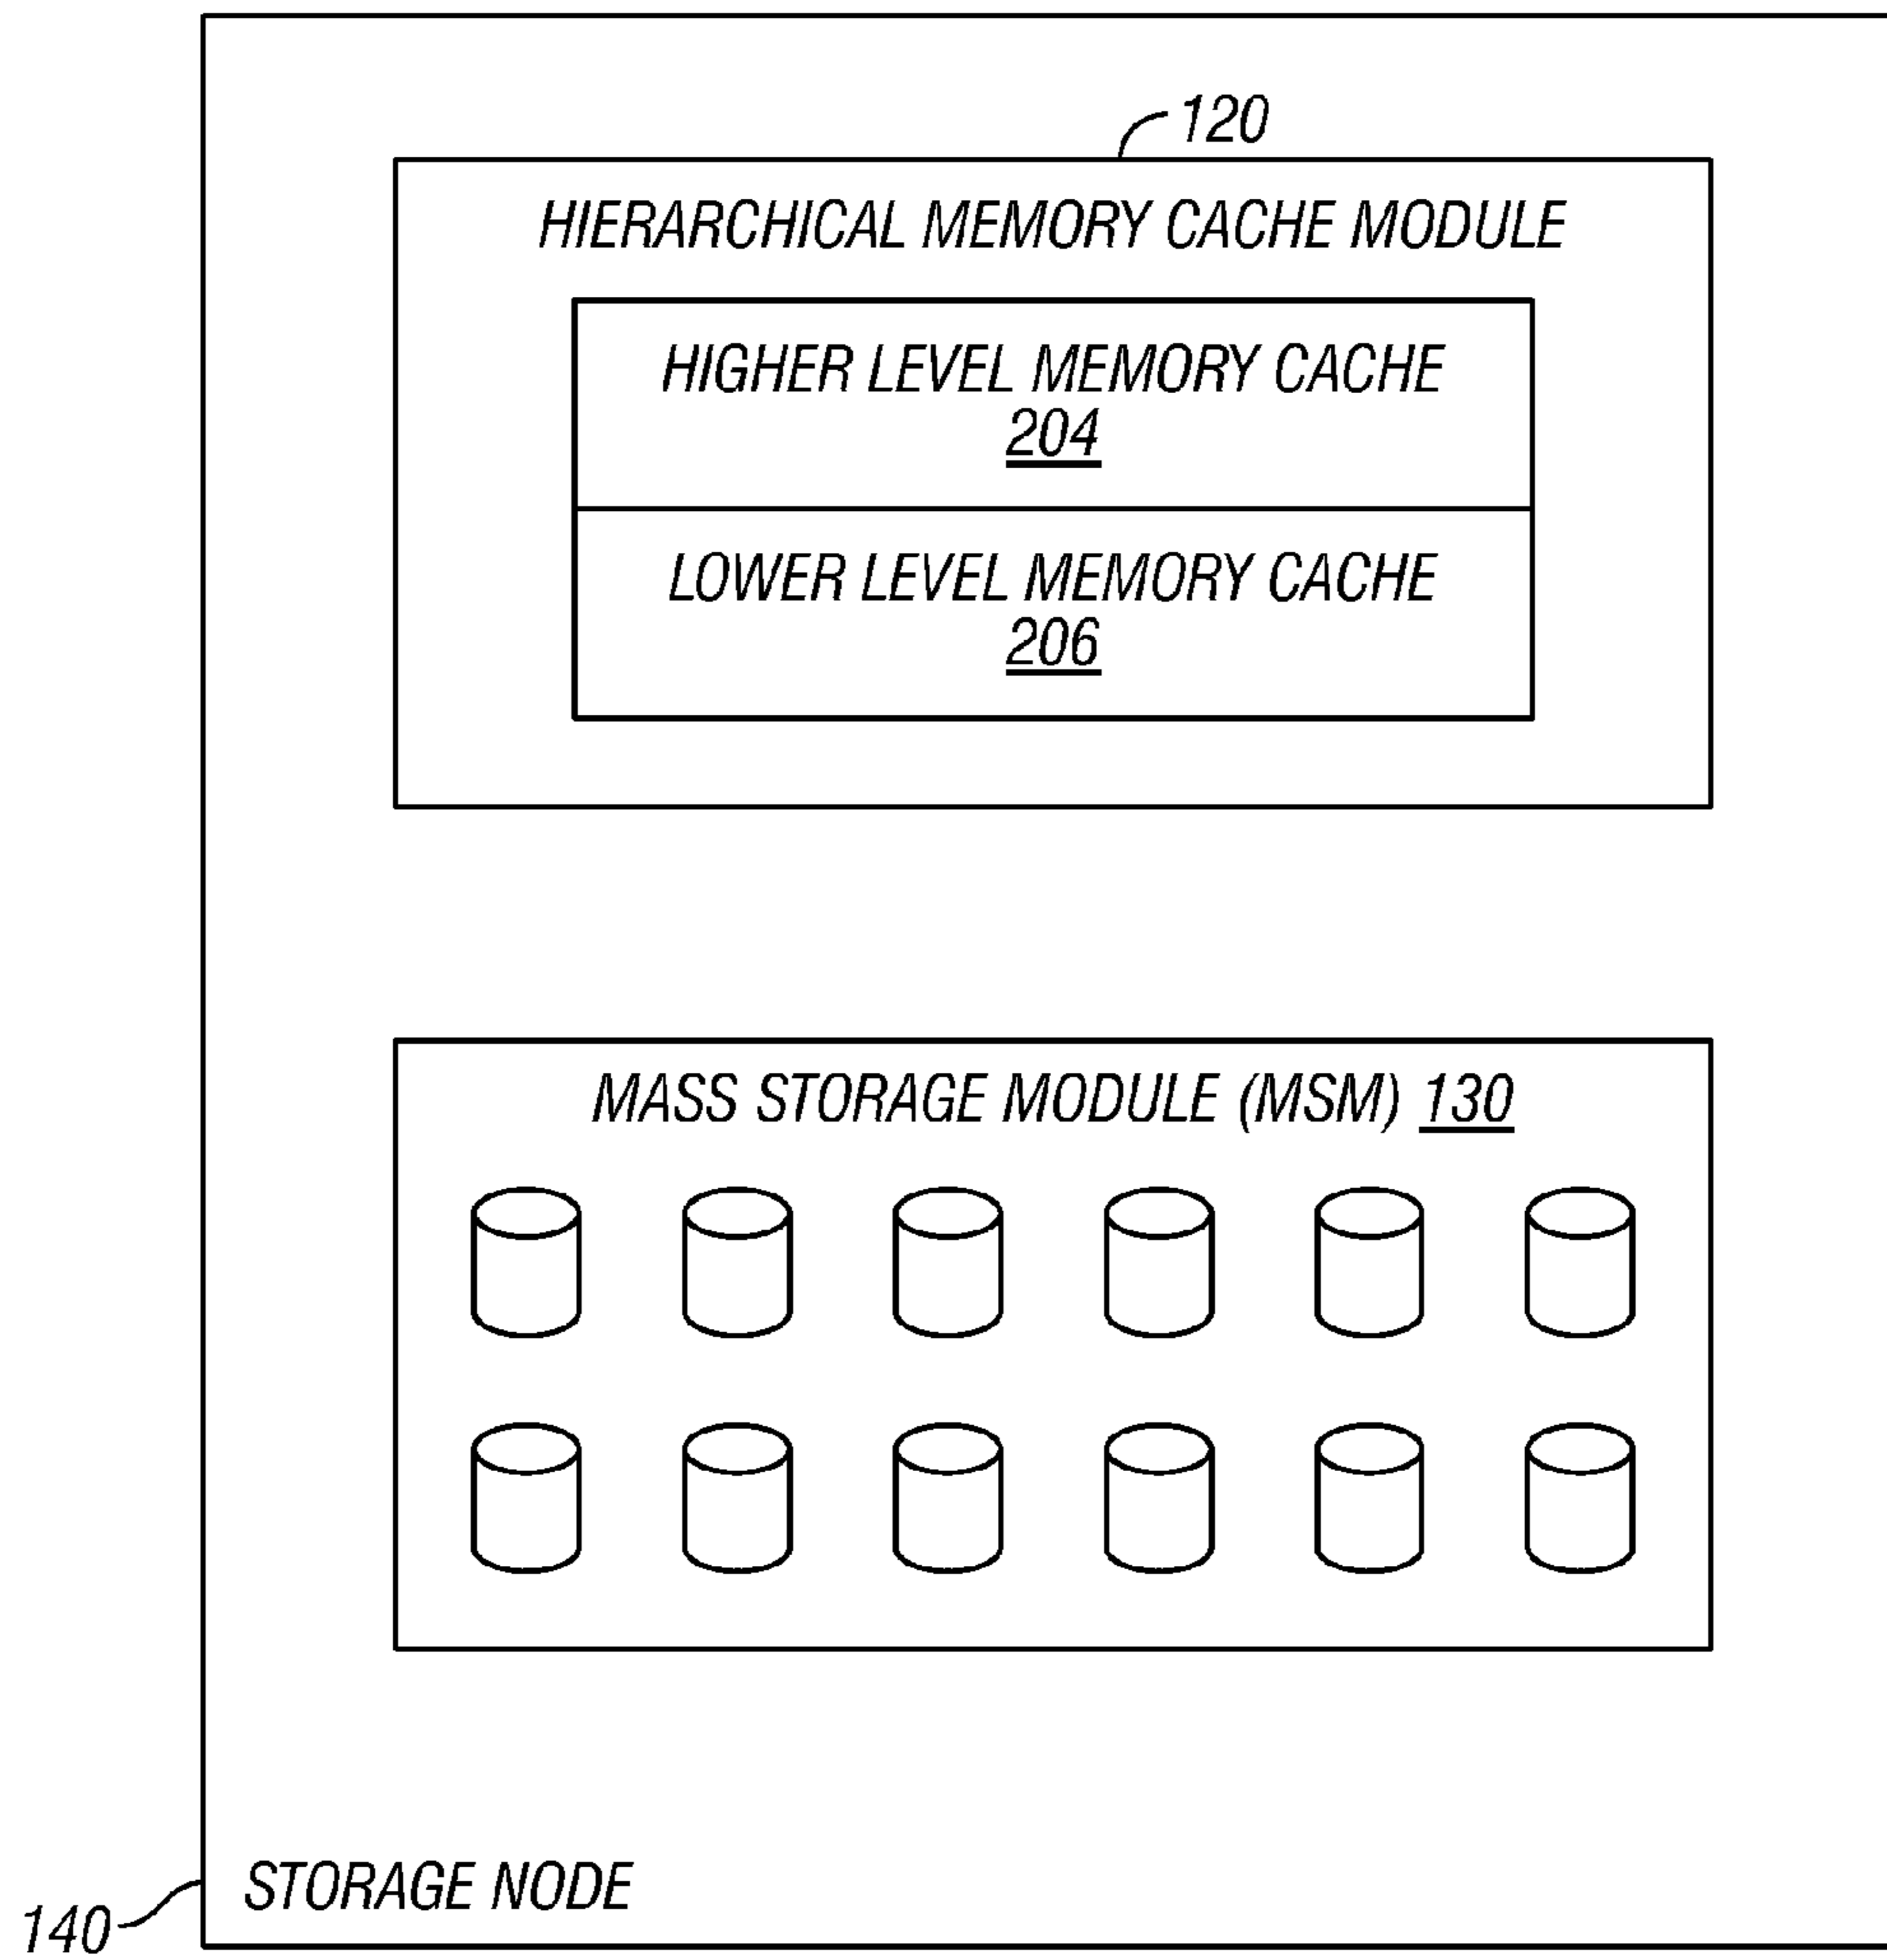 120
HIERARCHICAL MEMORY CACHE MODULE
HIGHER LEVEL MEMORY CACHE
204
LOWER LEVEL MEMORY CACHE
206
MASS STORAGE MODULE (MSM) 130
STORAGE NODE
140